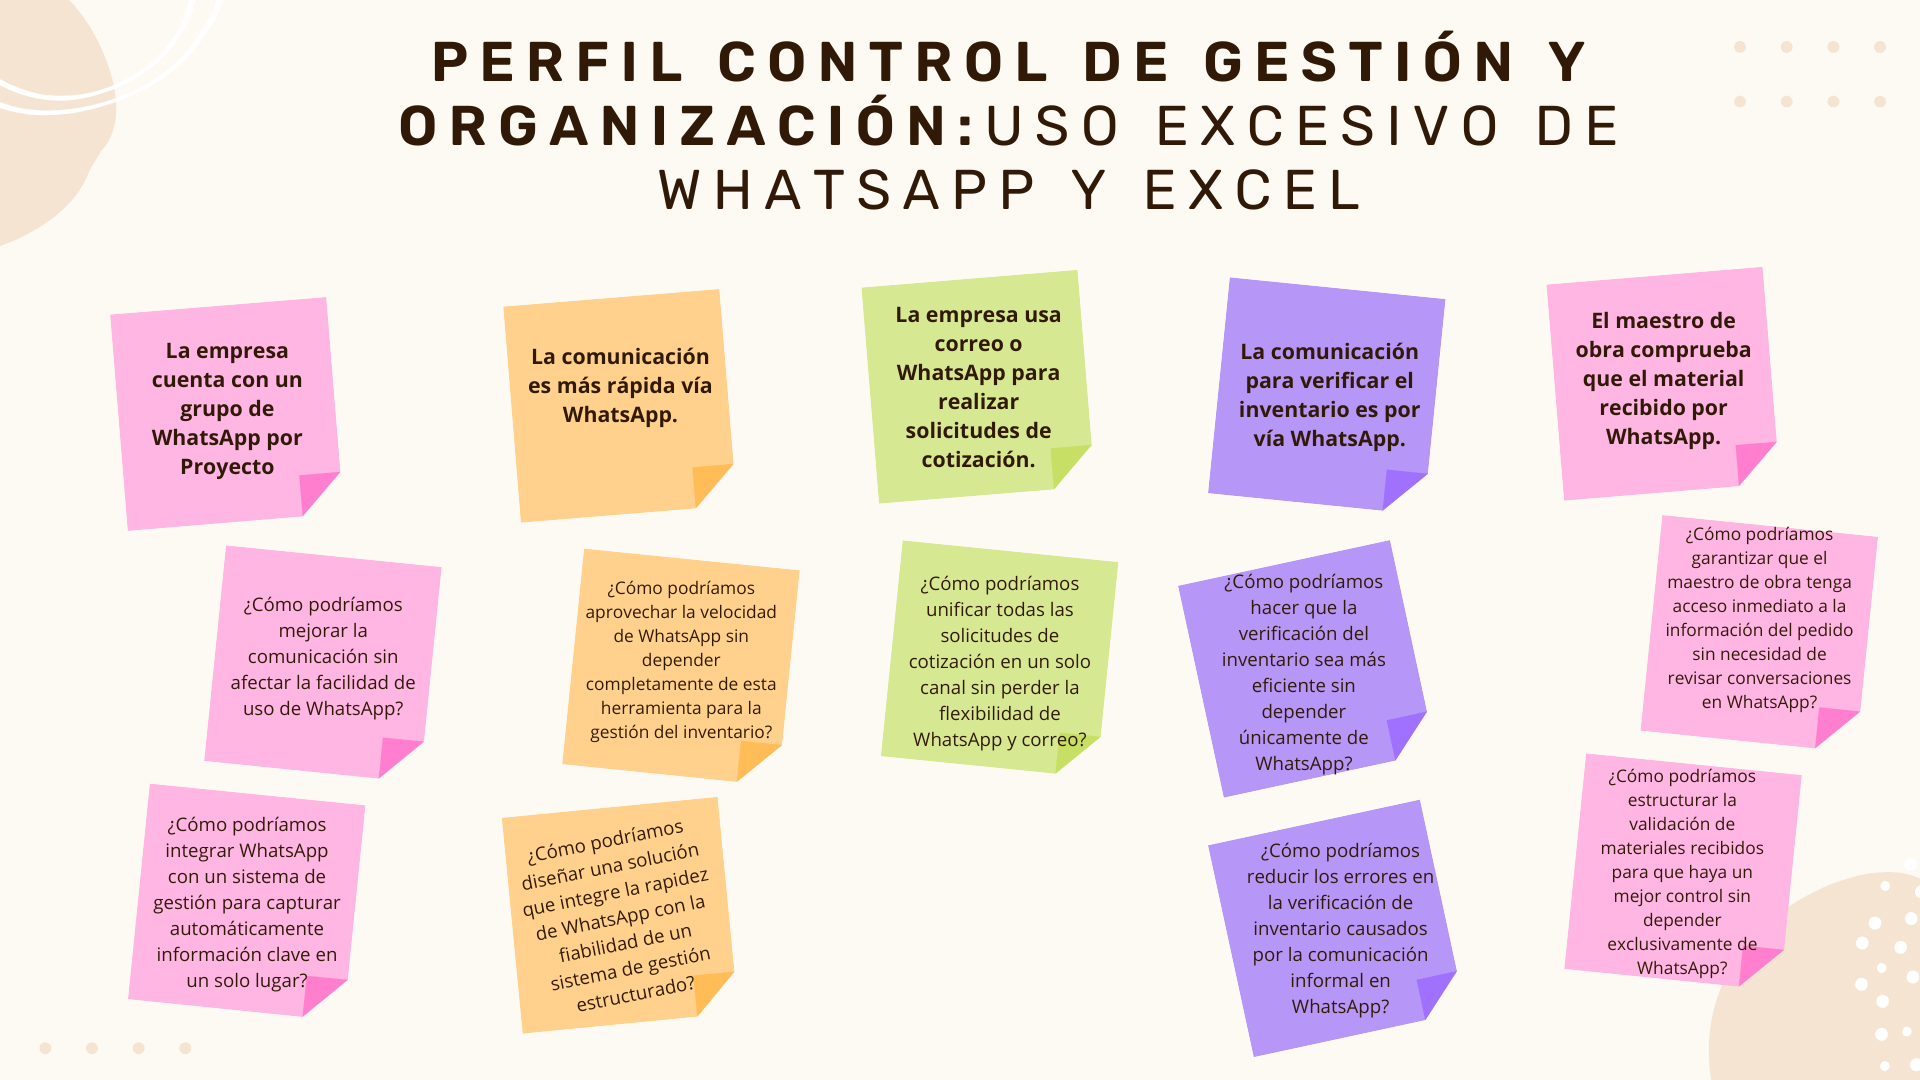 PERFIL CONTROL DE GESTIÓN Y
ORGANIZACIÓN:USO EXCESIVO DE
WHATSAPP Y EXCEL
La empresa
cuenta con un
grupo de
WhatsApp por
Proyecto
¿Cómo podríamos
mejorar la
comunicación sin
afectar la facilidad de
uso de WhatsApp?
¿Cómo podríamos
integrar WhatsApp
con un sistema de
gestión para capturar
automáticamente
información clave en
un solo lugar?
La comunicación
es más rápida vía
WhatsApp.
¿Cómo podríamos
aprovechar la velocidad
de WhatsApp sin
depender
completamente de esta
herramienta para la
gestión del inventario?
¿Cómo podríamos
diseñar una solución
que integre la rapidez
de WhatsApp con la
fiabilidad de un
sistema de gestión
estructurado?
La empresa usa
correo o
WhatsApp para
realizar
solicitudes de
cotización.
¿Cómo podríamos
unificar todas las
solicitudes de
cotización en un solo
canal sin perder la
flexibilidad de
WhatsApp y correo?
La comunicación
para verificar el
inventario es por
vía WhatsApp.
¿Cómo podríamos
hacer que la
verificación del
inventario sea más
eficiente sin
depender
únicamente de
WhatsApp?
¿Cómo podríamos
reducir los errores en
la verificación de
inventario causados
por la comunicación
informal en
WhatsApp?
El maestro de
obra comprueba
que el material
recibido por
WhatsApp.
¿Cómo podríamos
garantizar que el
maestro de obra tenga
acceso inmediato a la
información del pedido
sin necesidad de
revisar conversaciones
en WhatsApp?
¿Cómo podríamos
estructurar la
validación de
materiales recibidos
para que haya un
mejor control sin
depender
exclusivamente de
WhatsApp?